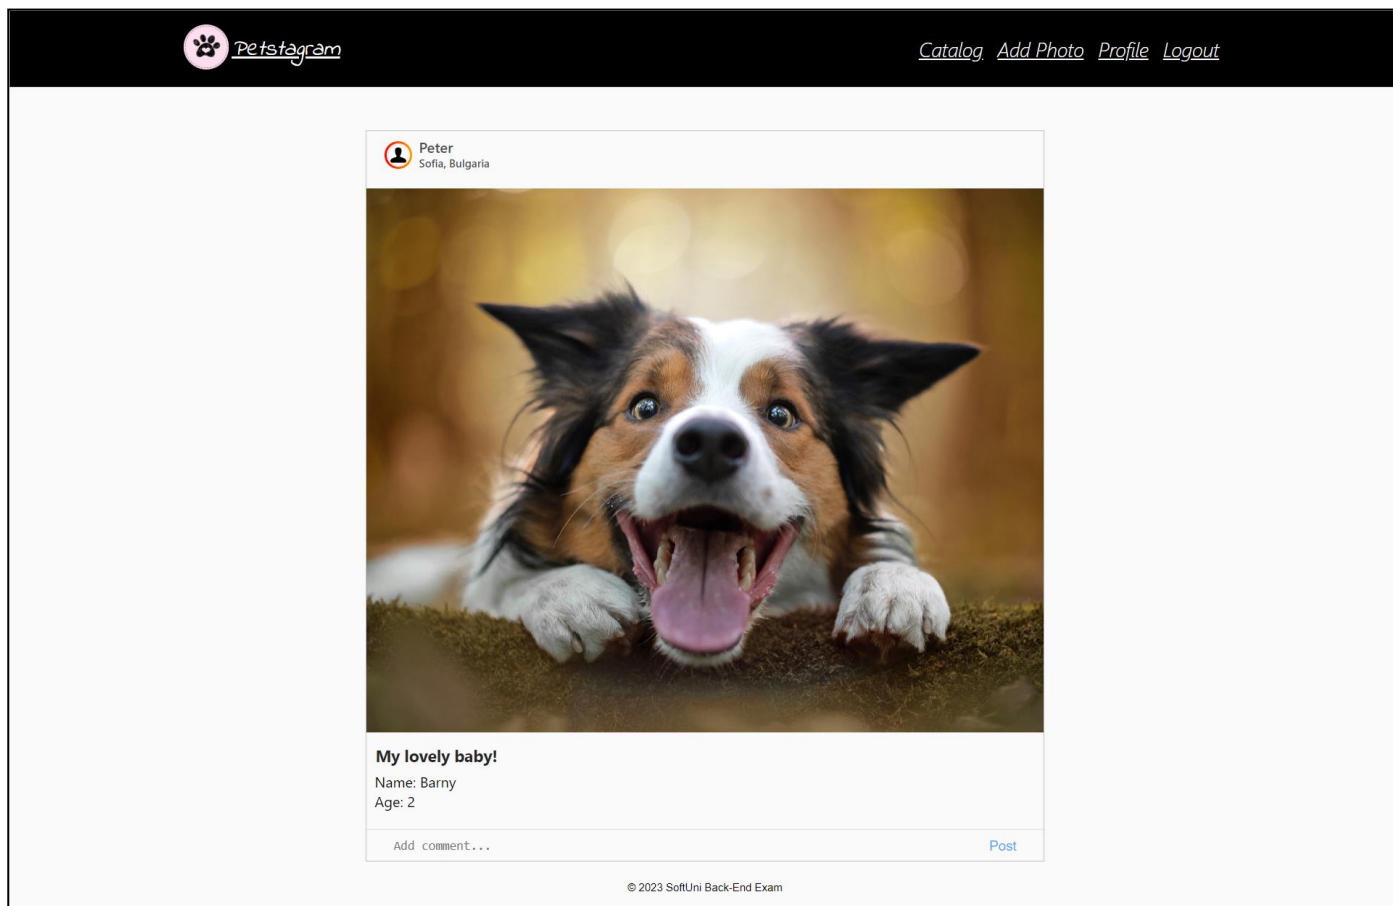 Petstagram
Catalog Add Photo Profile Logout
Peter
Sofia, Bulgaria
My lovely baby!
Name: Barny
Age: 2
Add comment...
Post
© 2023 SoftUni Back-End Exam